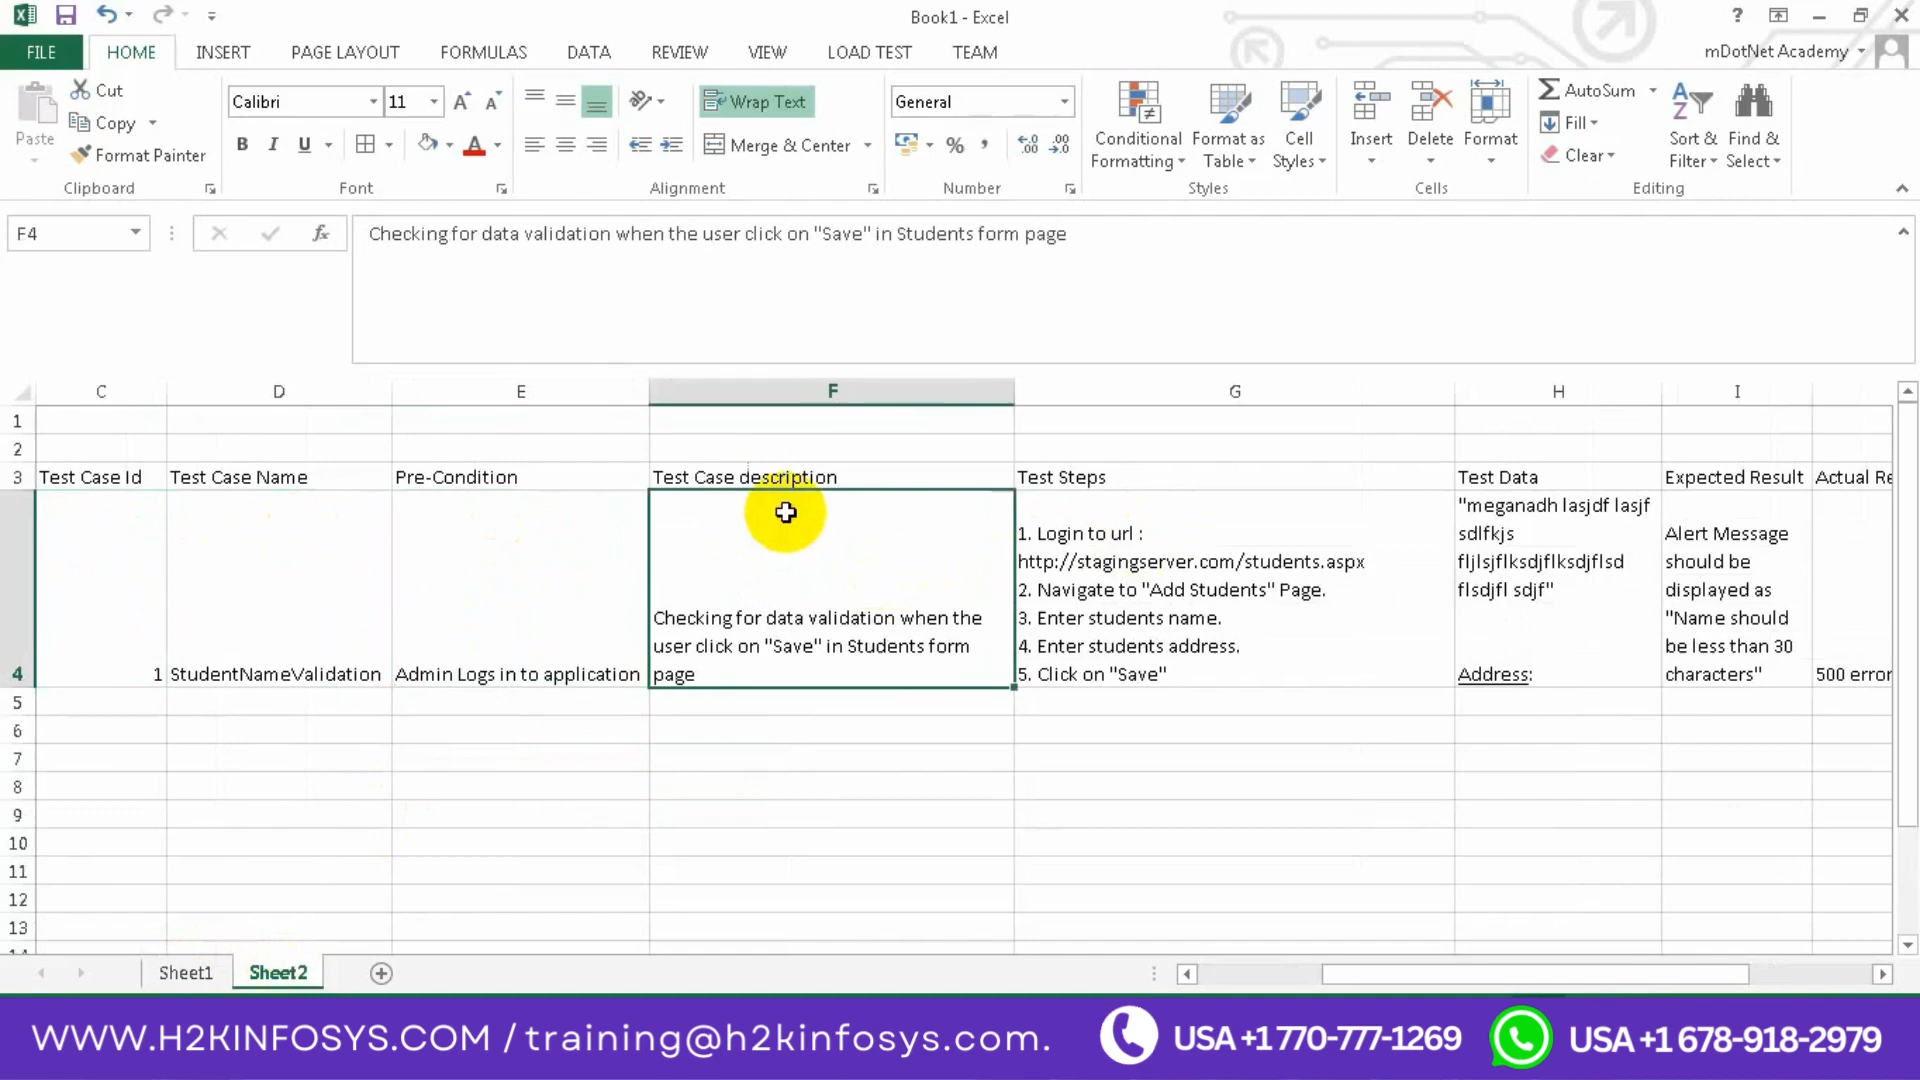 Book1 - Excel
?
FILE HOME INSERT PAGE LAYOUT FORMULAS DATA REVIEW VIEW LOAD TEST TEAM
mDotNet Academy
Paste
Cut
Copy
Format Painter
Clipboard
Calibri
11
B I U
Font
Wrap Text
Merge & Center
Alignment
General
%
Number
Conditional
Formatting
Format as
Table
Cell
Styles
Styles
Insert
Delete
Format
Cells
AutoSum
Fill
Clear
Sort &
Filter
Find &
Select
Editing
F4
fx
Checking for data validation when the user click on "Save" in Students form page
C D E F G H I
1
2
3 Test Case Id Test Case Name Pre-Condition Test Case description Test Steps Test Data Expected Result Actual Re
4
1
StudentNameValidation
Admin Logs in to application
Checking for data validation when the
user click on "Save" in Students form
page
1. Login to url :
http://stagingserver.com/students.aspx
2. Navigate to "Add Students" Page.
3. Enter students name.
4. Enter students address.
5. Click on "Save"
"meganadh lasjdf lasjf
sdlfkjs
fljlsjflksdjflksdjflsd
flsdjfl sdjf"
Address:
Alert Message
should be
displayed as
"Name should
be less than 30
characters"
500 error
5
6
7
8
9
10
11
12
13
14
Sheet1 Sheet2
WWW.H2KINFOSYS.COM / training@h2kinfosys.com.
USA +1 770-777-1269
USA +1 678-918-2979